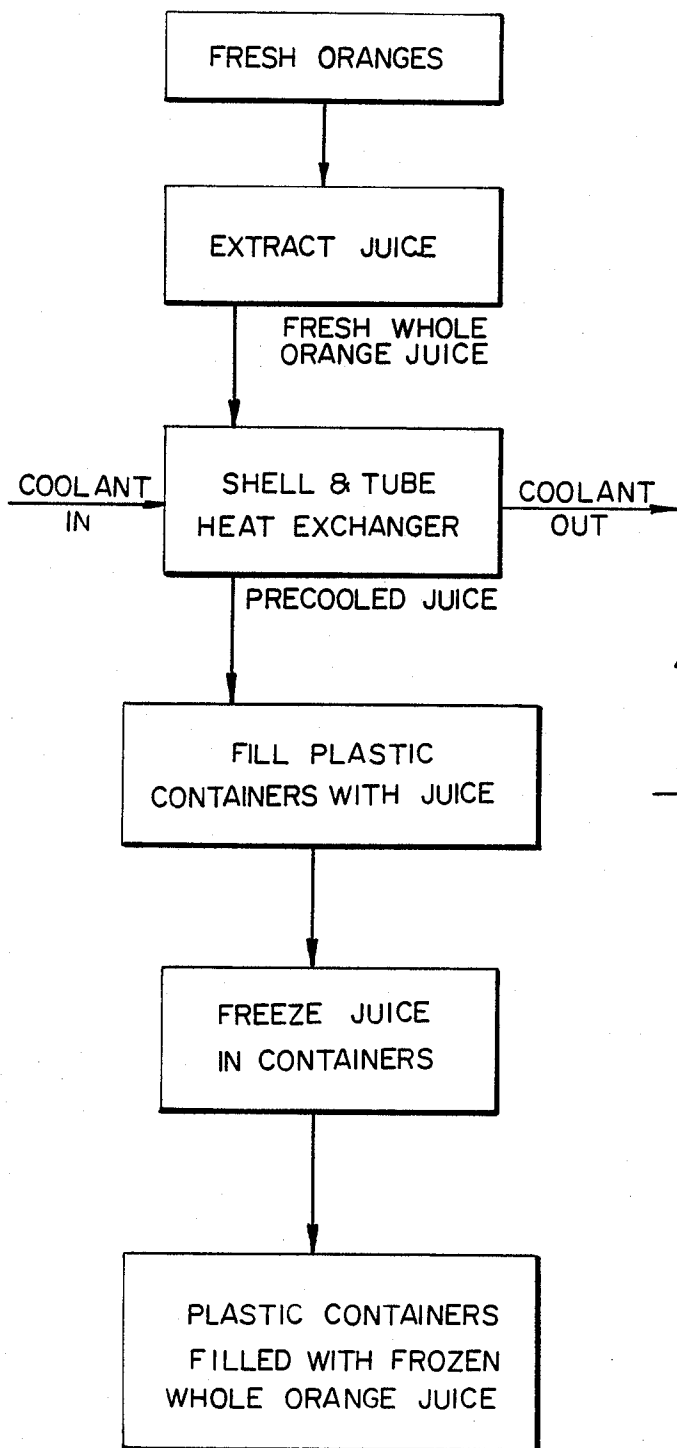 FRESH ORANGES
EXTRACT JUICE
FRESH WHOLE
ORANGE JUICE
COOLANT
IN
SHELL & TUBE
HEAT EXCHANGER
COOLANT
OUT
PRECOOLED JUICE
FILL PLASTIC
CONTAINERS WITH JUICE
FREEZE JUICE
IN CONTAINERS
PLASTIC CONTAINERS
FILLED WITH FROZEN
WHOLE ORANGE JUICE